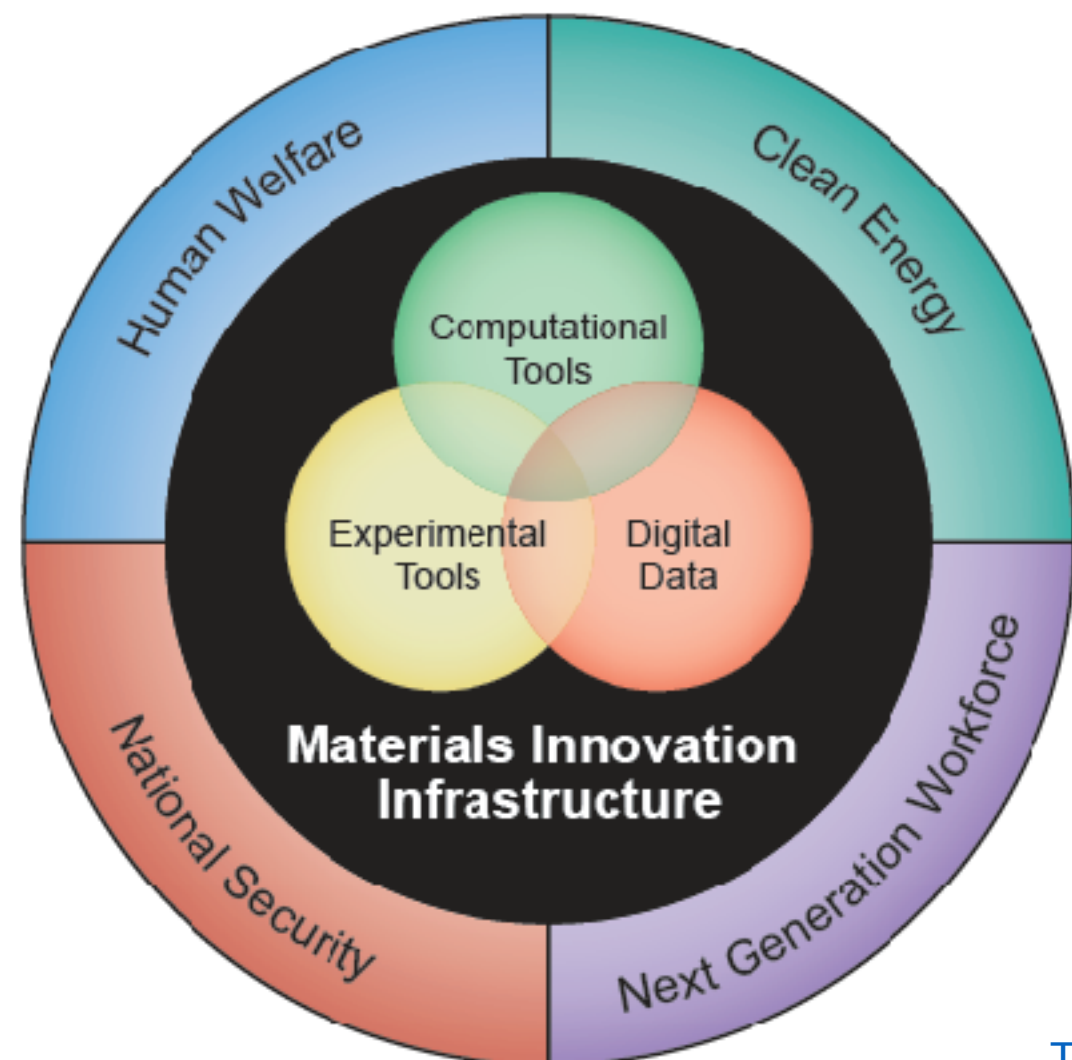 Human Welfare
Clean Energy
Computational
Tools
Experimental
Tools
Digital
Data
Materials Innovation
Infrastructure
National Security
Next Generation Workforce
T